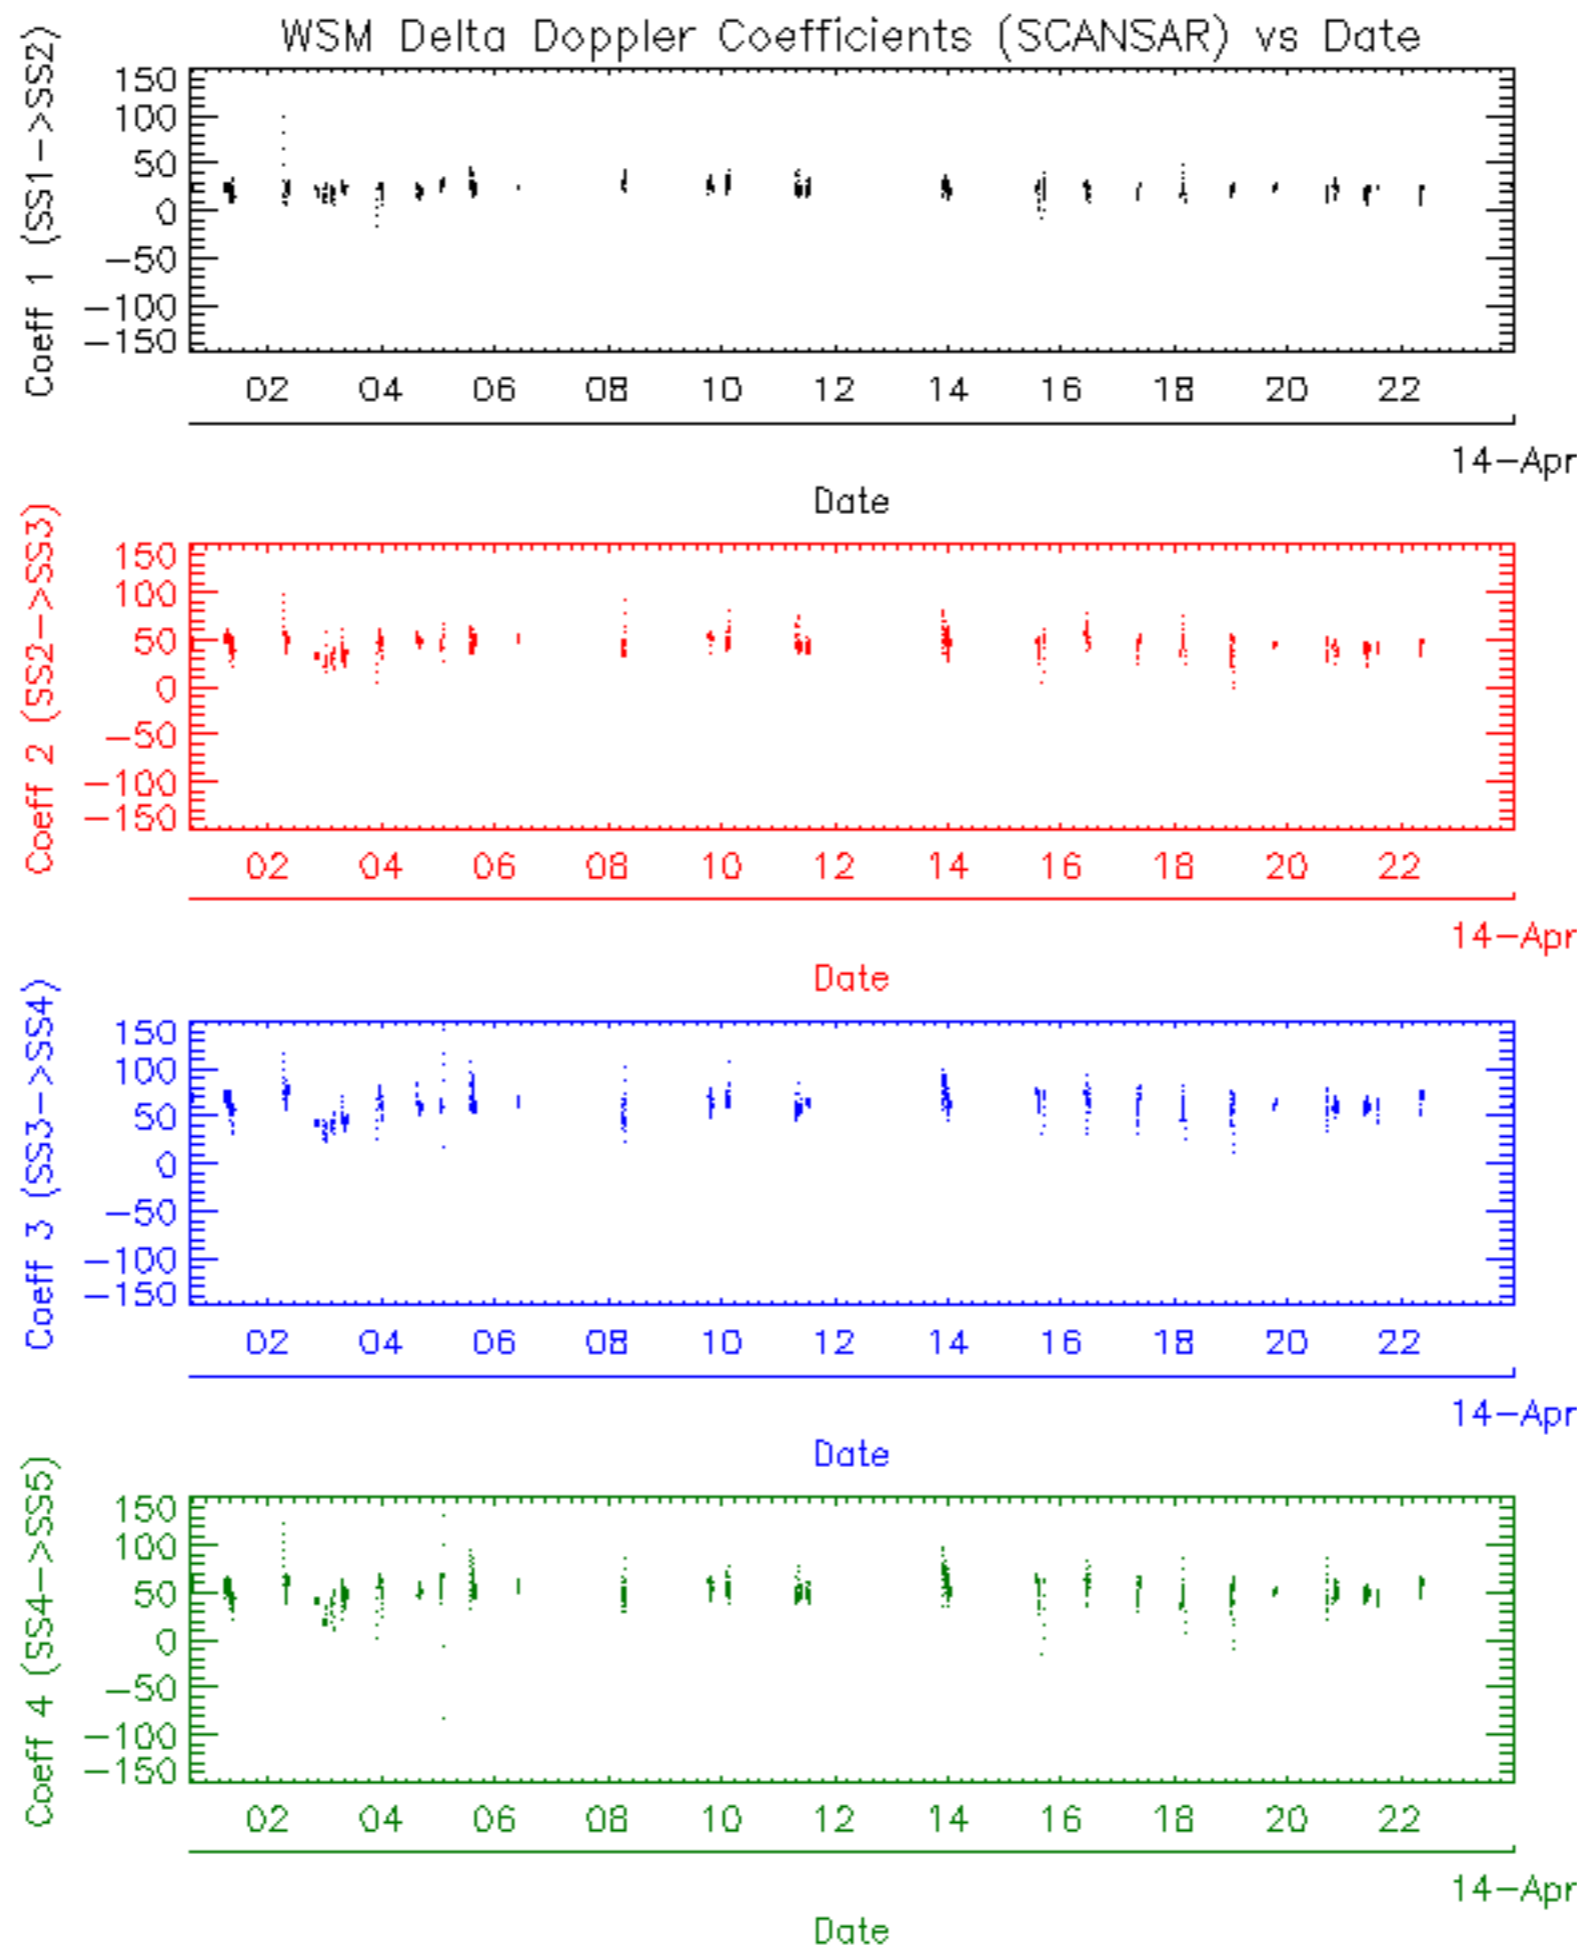 WSM Delta Doppler Coefficients (SCANSAR) vs Date
Coeff 1 (SS1->SS2)
150
100
50
0
-50
-100
-150
02 04 06 08 10 12 14 16 18 20 22
14-Apr
Date
Coeff 2 (SS2->SS3)
150
100
50
0
-50
-100
-150
02 04 06 08 10 12 14 16 18 20 22
14-Apr
Date
Coeff 3 (SS3->SS4)
150
100
50
0
-50
-100
-150
02 04 06 08 10 12 14 16 18 20 22
14-Apr
Date
Coeff 4 (SS4->SS5)
150
100
50
0
-50
-100
-150
02 04 06 08 10 12 14 16 18 20 22
14-Apr
Date